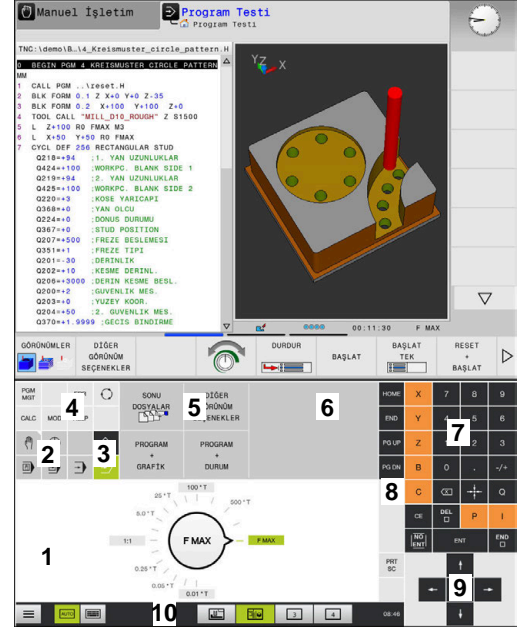 Manuel İşletim
Program Testi
Program Testi
TNC:\demo\B…\4_Kreismuster_circle_pattern.H
0 BEGIN PGM 4_KREISMUSTER_CIRCLE_PATTERN
MM
1 CALL PGM ..\reset.H
2 BLK FORM 0.1 Z X+0 Y+0 Z-35
3 BLK FORM 0.2 X+100 Y+100 Z+0
4 TOOL CALL "MILL_D10_ROUGH" Z S1500
5 L Z+100 R0 FMAX M3
6 L X+50 Y+50 R0 FMAX
7 CYCL DEF 256 RECTANGULAR STUD
Q218=+94 ;1. YAN UZUNLUKLAR
Q424=+100 ;WORKPC. BLANK SIDE 1
Q219=+94 ;2. YAN UZUNLUKLAR
Q425=+100 ;WORKPC. BLANK SIDE 2
Q220=+3 ;KOSE YARICAPI
Q368=+0 ;YAN OLCU
Q224=+0 ;DONUS DURUMU
Q367=+0 ;STUD POSITION
Q207=+500 ;FREZE BESLEMESI
Q351=+1 ;FREZE TIPI
Q201=-30 ;DERINLIK
Q202=+10 ;KESME DERINL.
Q206=+3000 ;DERIN KESME BESL.
Q200=+2 ;GUVENLIK MES.
Q203=+0 ;YUZEY KOOR.
Q204=+50 ;2. GUVENLIK MES.
Q370=+1.9999 ;GECIS BINDIRME
Y Z X
00:11:30 F MAX
GÖRÜNÜMLER
DİĞER
GÖRÜNÜM
SEÇENEKLER
DURDUR
BAŞLAT
BAŞLAT
TEK
RESET
+
BAŞLAT
PGM
MGT
CALC
MOD
4
2
3
SONU
DOSYALAR
5
DİĞER
PROGRAM
+
GRAFİK
PROGRAM
+
DURUM
6
HOME X 7 8 9
END Y 5 6
PG UP Z 2 3
7
PG DN B 0 . -/+
8
C Q
CE DEL P I
NO
ENT
ENT
END
PRT
SC
9
1
100°T
25°T 500°T
5.0°T
1:1 F MAX F MAX
0.25°T
0.05°T
0.01°T
AUTO
10
3
4
08:46